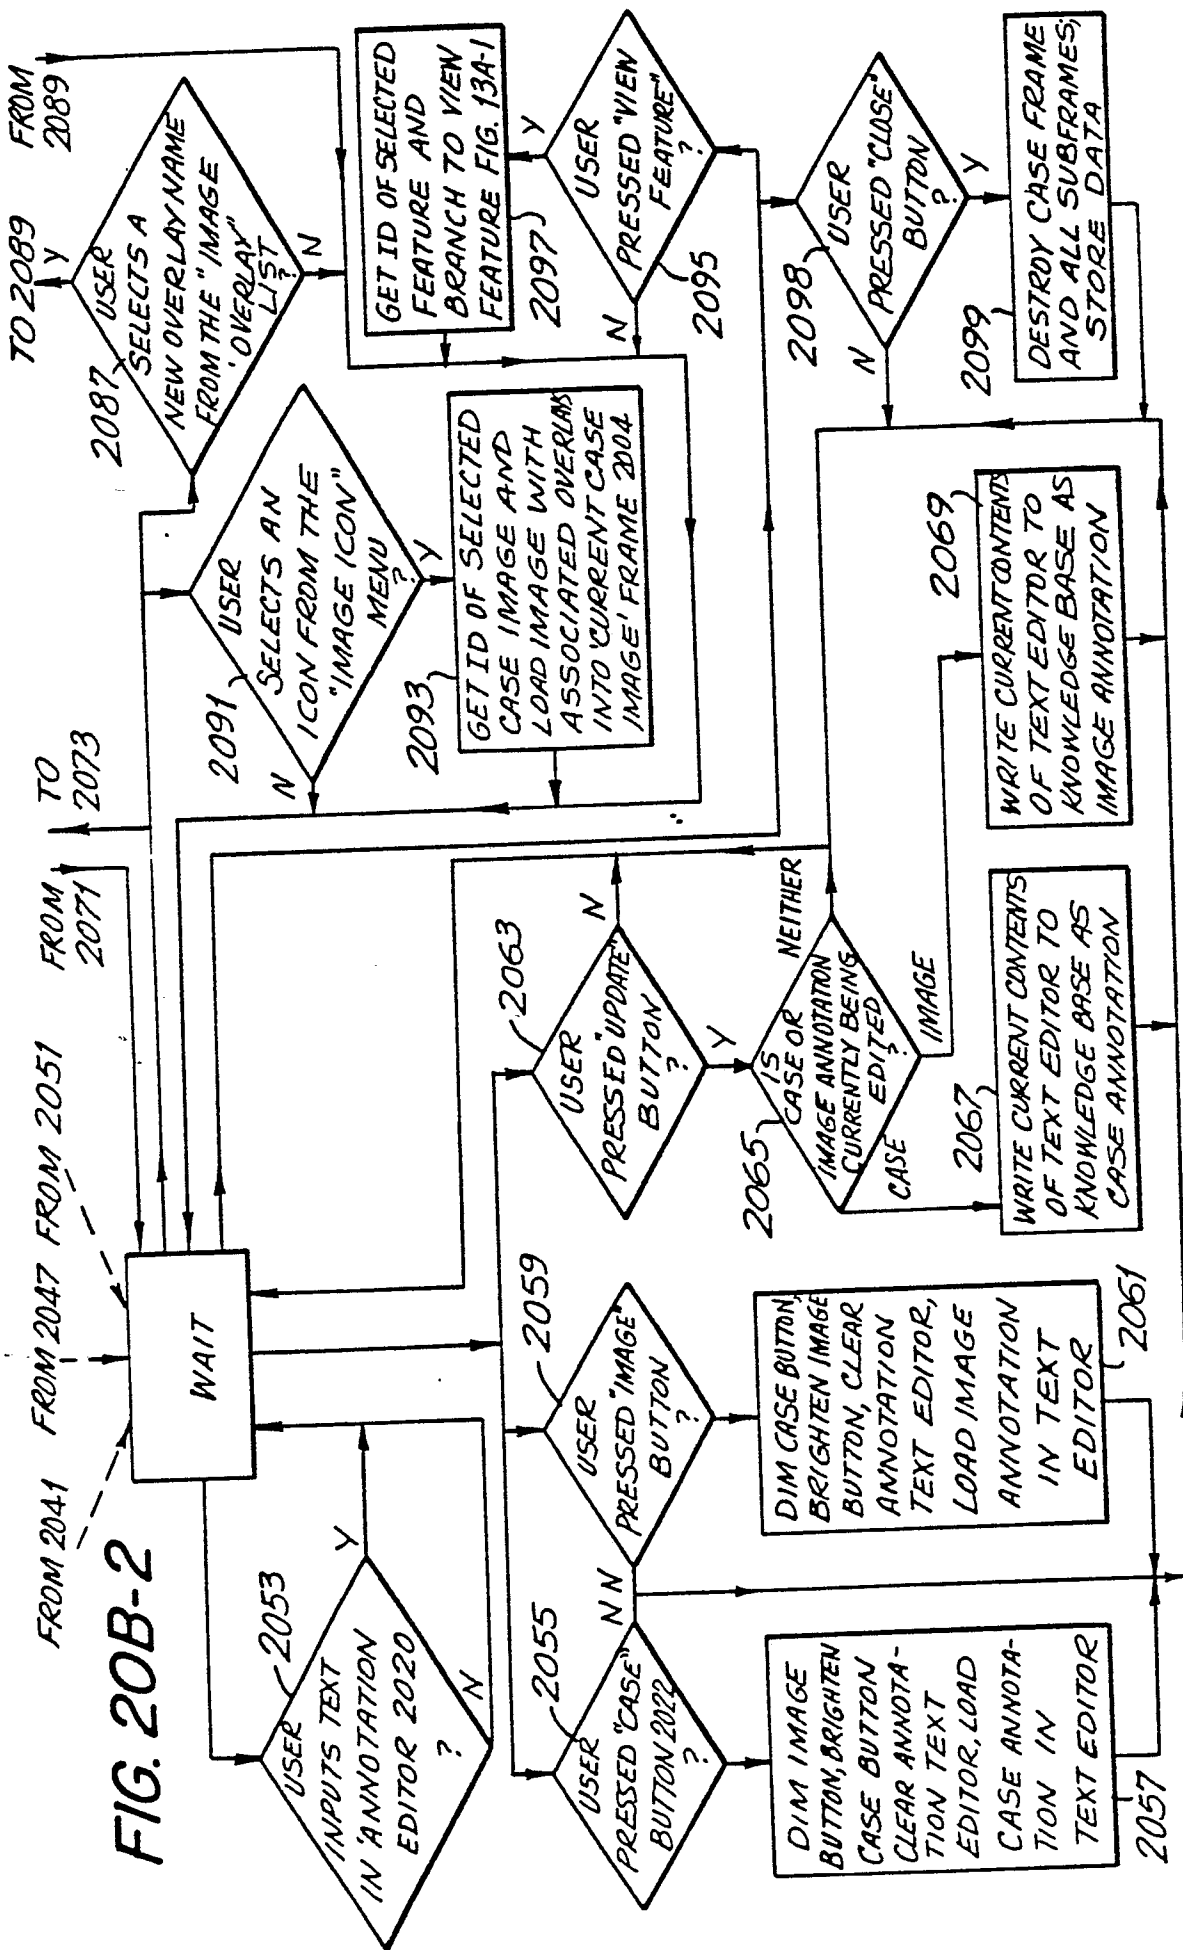 FIG. 20B-2
FROM 2041
FROM 2047
FROM 2051
FROM
2071
TO
2073
TO 2089
FROM
2089
WAIT
2053
USER
INPUTS TEXT
IN 'ANNOTATION
EDITOR 2020
?
Y
N
2055
USER
PRESSED "CASE"
BUTTON 2022
?
N
DIM IMAGE
BUTTON, BRIGHTEN
CASE BUTTON
CLEAR ANNOTA-
TION TEXT
EDITOR, LOAD
CASE ANNOTA-
TION IN
TEXT EDITOR
2057
2059
USER
PRESSED "IMAGE"
BUTTON
?
N
DIM CASE BUTTON,
BRIGHTEN IMAGE
BUTTON, CLEAR
ANNOTATION
TEXT EDITOR,
LOAD IMAGE
ANNOTATION
IN TEXT
EDITOR
2061
2063
USER
PRESSED "UPDATE"
BUTTON
?
N
Y
2065
IS
CASE OR
IMAGE ANNOTATION
CURRENTLY BEING
EDITED
?
NEITHER
CASE
IMAGE
2067
WRITE CURRENT CONTENTS
OF TEXT EDITOR TO
KNOWLEDGE BASE AS
CASE ANNOTATION
2069
WRITE CURRENT CONTENTS
OF TEXT EDITOR TO
KNOWLEDGE BASE AS
IMAGE ANNOTATION
2091
USER
SELECTS AN
ICON FROM THE
"IMAGE ICON"
MENU
?
N
Y
2093
GET ID OF SELECTED
CASE IMAGE AND
LOAD IMAGE WITH
ASSOCIATED OVERLAYS
INTO 'CURRENT CASE
IMAGE' FRAME 2004
2087
USER
SELECTS A
NEW OVERLAY NAME
FROM THE "IMAGE
'OVERLAY"
LIST
?
Y
N
GET ID OF SELECTED
FEATURE AND
BRANCH TO VIEW
FEATURE FIG. 13A-1
2097
Y
USER
PRESSED "VIEW
FEATURE"
?
N
2095
2098
USER
PRESSED "CLOSE"
BUTTON
?
N
Y
2099
DESTROY CASE FRAME
AND ALL SUBFRAMES;
STORE DATA